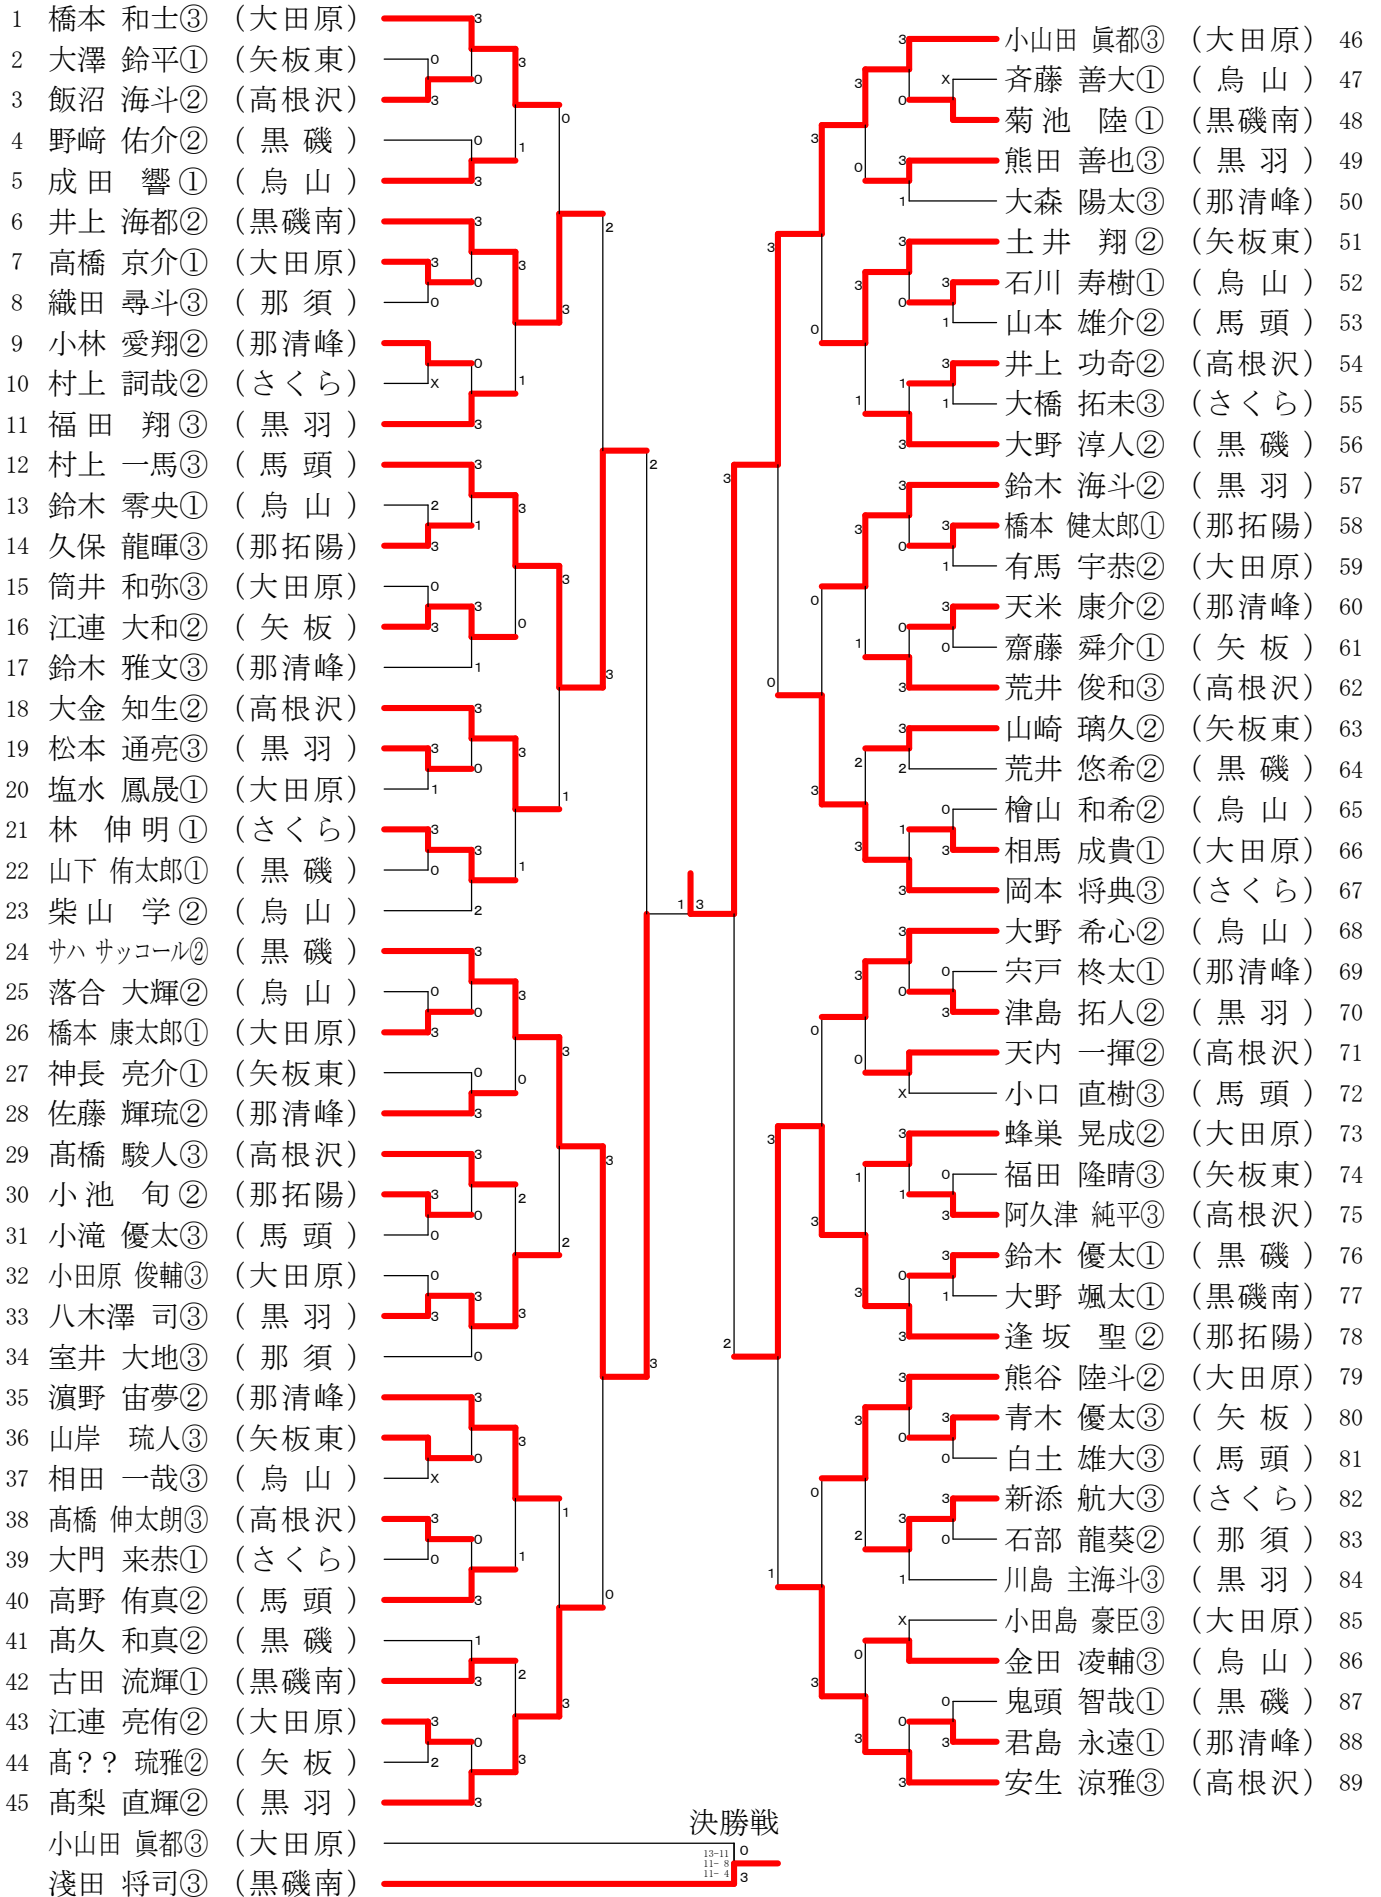 1 橋本 和士③ (大田原)
2 大澤 鈴平① (矢板東)
3 飯沼 海斗② (高根沢)
4 野﨑 佑介② ( 黒 磯 )
5 成田 響① ( 烏 山 )
6 井上 海都② (黒磯南)
7 高橋 京介① (大田原)
8 織田 尋斗③ ( 那 須 )
9 小林 愛翔② (那清峰)
10 村上 詞哉② (さくら)
11 福田 翔③ ( 黒 羽 )
12 村上 一馬③ ( 馬 頭 )
13 鈴木 零央① ( 烏 山 )
14 久保 龍暉③ (那拓陽)
15 筒井 和弥③ (大田原)
16 江連 大和② ( 矢 板 )
17 鈴木 雅文③ (那清峰)
18 大金 知生② (高根沢)
19 松本 通亮③ ( 黒 羽 )
20 塩水 鳳晟① (大田原)
21 林 伸明① (さくら)
22 山下 侑太郎① ( 黒 磯 )
23 柴山 学② ( 烏 山 )
24 サハ サッコール② ( 黒 磯 )
25 落合 大輝② ( 烏 山 )
26 橋本 康太郎① (大田原)
27 神長 亮介① (矢板東)
28 佐藤 輝琉② (那清峰)
29 髙橋 駿人③ (高根沢)
30 小池 旬② (那拓陽)
31 小滝 優太③ ( 馬 頭 )
32 小田原 俊輔③ (大田原)
33 八木澤 司③ ( 黒 羽 )
34 室井 大地③ ( 那 須 )
35 濵野 宙夢② (那清峰)
36 山岸 琉人③ (矢板東)
37 相田 一哉③ ( 烏 山 )
38 髙橋 伸太朗③ (高根沢)
39 大門 来恭① (さくら)
40 高野 侑真② ( 馬 頭 )
41 髙久 和真② ( 黒 磯 )
42 古田 流輝① (黒磯南)
43 江連 亮侑② (大田原)
44 髙?? 琉雅② ( 矢 板 )
45 髙梨 直輝② ( 黒 羽 )
小山田 眞都③ (大田原)
淺田 将司③ (黒磯南)
決勝戦
13-11
11- 8
11- 4
0
3
小山田 眞都③ (大田原) 46
斉藤 善大① ( 烏 山 ) 47
菊池 陸① (黒磯南) 48
熊田 善也③ ( 黒 羽 ) 49
大森 陽太③ (那清峰) 50
土井 翔② (矢板東) 51
石川 寿樹① ( 烏 山 ) 52
山本 雄介② ( 馬 頭 ) 53
井上 功奇② (高根沢) 54
大橋 拓未③ (さくら) 55
大野 淳人② ( 黒 磯 ) 56
鈴木 海斗② ( 黒 羽 ) 57
橋本 健太郎① (那拓陽) 58
有馬 宇恭② (大田原) 59
天米 康介② (那清峰) 60
齋藤 舜介① ( 矢 板 ) 61
荒井 俊和③ (高根沢) 62
山崎 璃久② (矢板東) 63
荒井 悠希② ( 黒 磯 ) 64
檜山 和希② ( 烏 山 ) 65
相馬 成貴① (大田原) 66
岡本 将典③ (さくら) 67
大野 希心② ( 烏 山 ) 68
宍戸 柊太① (那清峰) 69
津島 拓人② ( 黒 羽 ) 70
天内 一揮② (高根沢) 71
小口 直樹③ ( 馬 頭 ) 72
蜂巣 晃成② (大田原) 73
福田 隆晴③ (矢板東) 74
阿久津 純平③ (高根沢) 75
鈴木 優太① ( 黒 磯 ) 76
大野 颯太① (黒磯南) 77
逢坂 聖② (那拓陽) 78
熊谷 陸斗② (大田原) 79
青木 優太③ ( 矢 板 ) 80
白土 雄大③ ( 馬 頭 ) 81
新添 航大③ (さくら) 82
石部 龍葵② ( 那 須 ) 83
川島 主海斗③ ( 黒 羽 ) 84
小田島 豪臣③ (大田原) 85
金田 凌輔③ ( 烏 山 ) 86
鬼頭 智哉① ( 黒 磯 ) 87
君島 永遠① (那清峰) 88
安生 涼雅③ (高根沢) 89